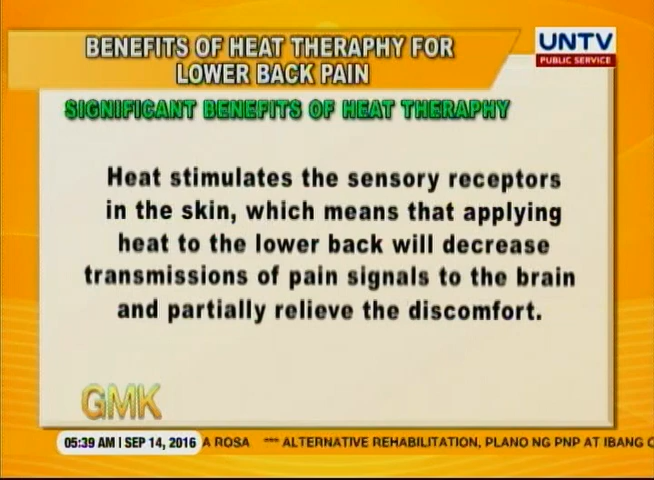 BENEFITS OF HEAT THERAPHY FOR
LOWER BACK PAIN
UNTV
PUBLIC SERVICE
SIGNIFICANT BENEFITS OF HEAT THERAPHY
Heat stimulates the sensory receptors
in the skin, which means that applying
heat to the lower back will decrease
transmissions of pain signals to the brain
and partially relieve the discomfort.
GMK
05:39 AM | SEP 14, 2016 A ROSA *** ALTERNATIVE REHABILITATION, PLANO NG PNP AT IBANG